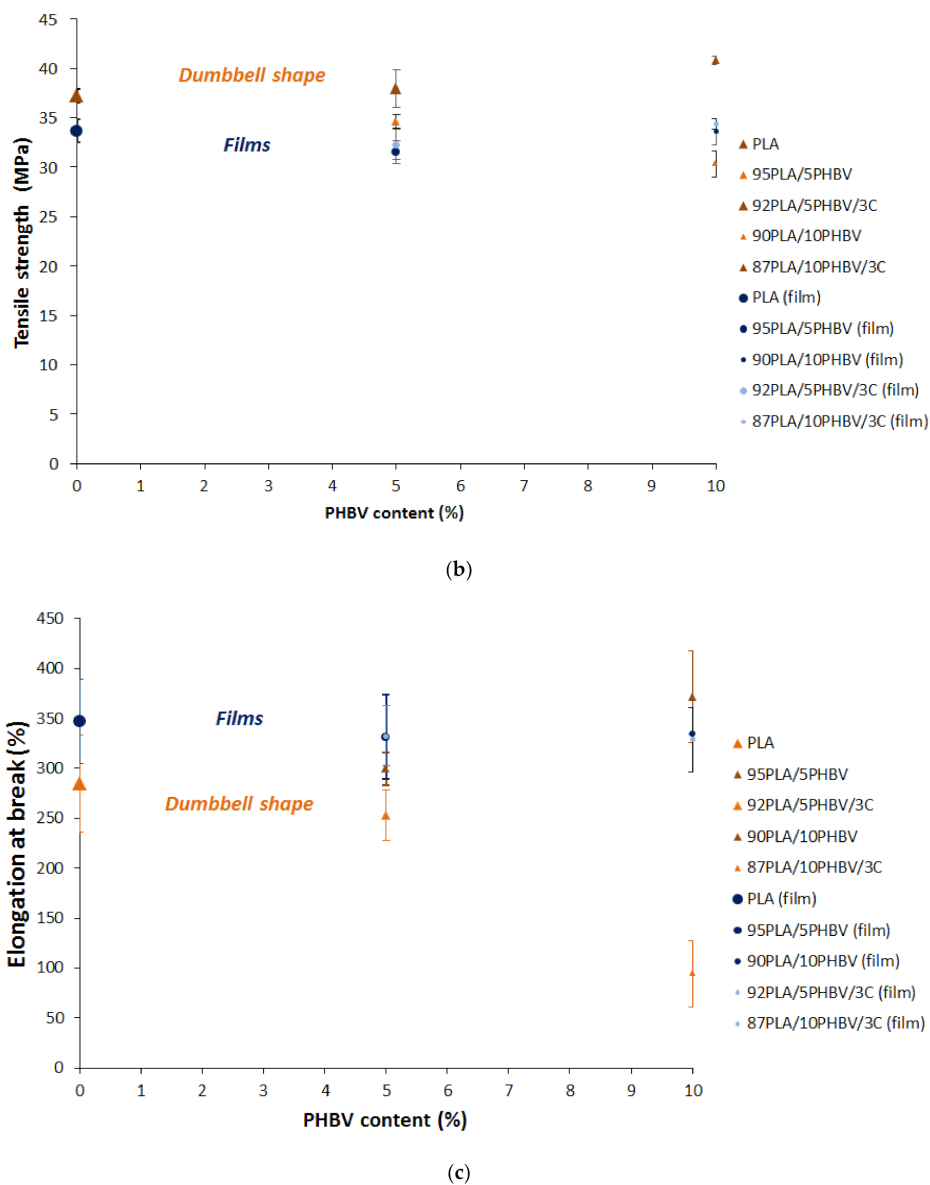 45
40
35
30
25
20
15
10
5
0
Tensile strength (MPa)
Dumbbell shape
Films
0 1 2 3 4 5 6 7 8 9 10
PHBV content (%)
PLA
95PLA/5PHBV
92PLA/5PHBV/3C
90PLA/10PHBV
87PLA/10PHBV/3C
PLA (film)
95PLA/5PHBV (film)
90PLA/10PHBV (film)
92PLA/5PHBV/3C (film)
87PLA/10PHBV/3C (film)
(b)
450
400
350
300
250
200
150
100
50
0
Elongation at break (%)
Films
Dumbbell shape
0 1 2 3 4 5 6 7 8 9 10
PHBV content (%)
PLA
95PLA/5PHBV
92PLA/5PHBV/3C
90PLA/10PHBV
87PLA/10PHBV/3C
PLA (film)
95PLA/5PHBV (film)
90PLA/10PHBV (film)
92PLA/5PHBV/3C (film)
87PLA/10PHBV/3C (film)
(c)